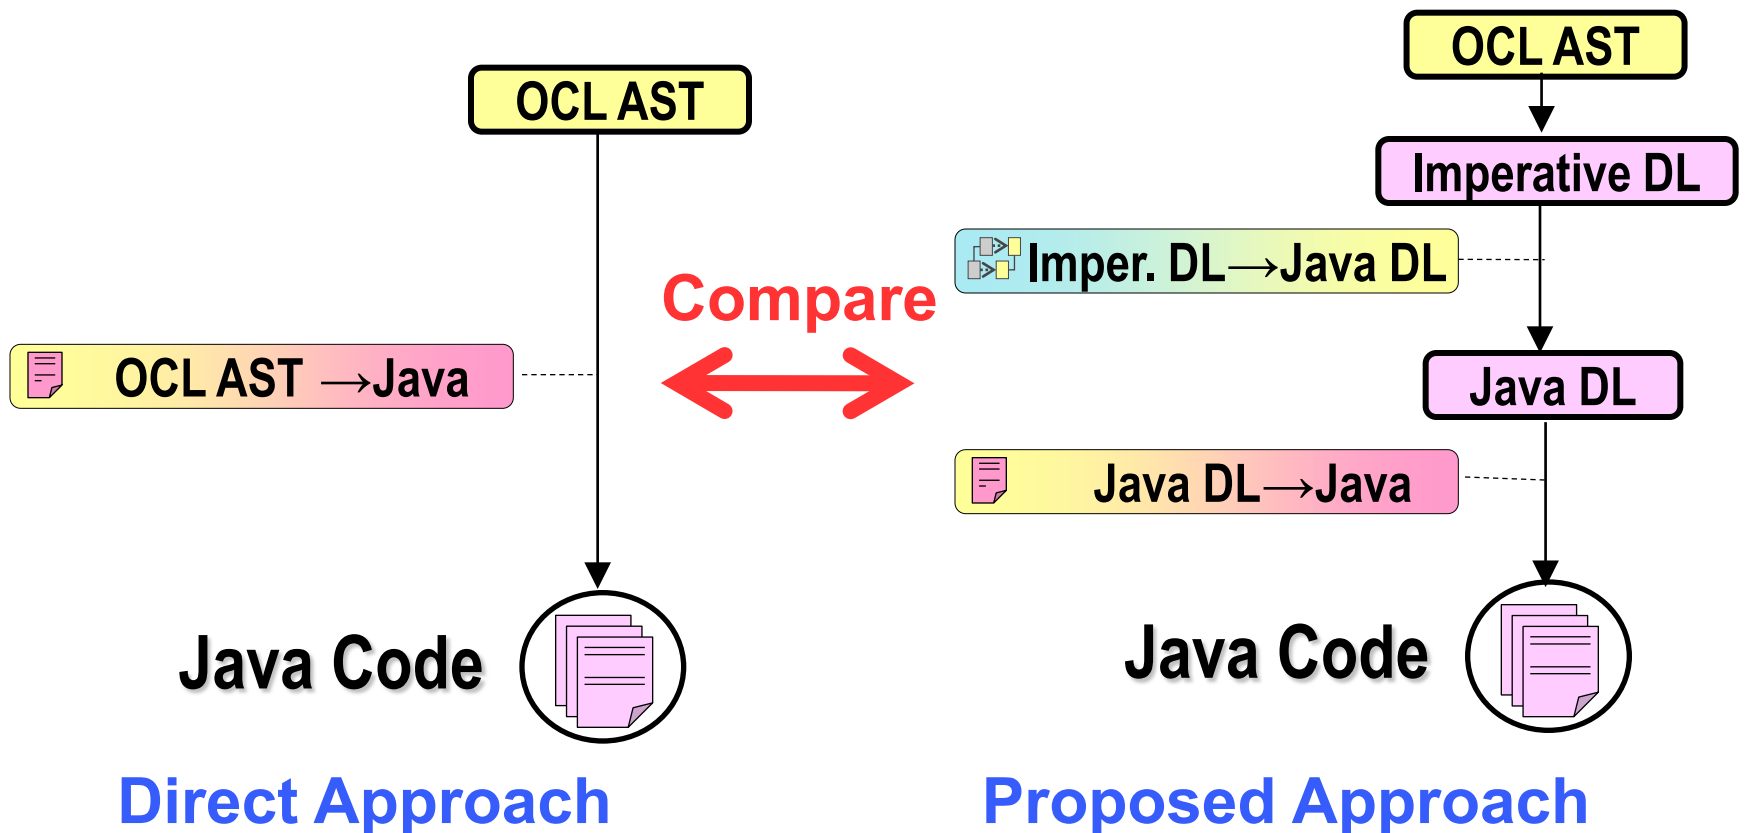 OCL AST
OCL AST → Java
Java Code
Direct Approach
Compare
OCL AST
Imperative DL
Imper. DL→Java DL
Java DL
Java DL→Java
Java Code
Proposed Approach